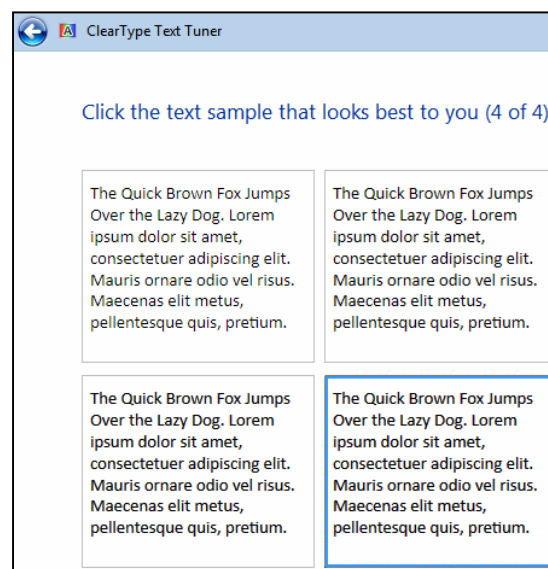 ClearType Text Tuner
Click the text sample that looks best to you (4 of 4)
The Quick Brown Fox Jumps
Over the Lazy Dog. Lorem
ipsum dolor sit amet,
consectetuer adipiscing elit.
Mauris ornare odio vel risus.
Maecenas elit metus,
pellentesque quis, pretium.
The Quick Brown Fox Jumps
Over the Lazy Dog. Lorem
ipsum dolor sit amet,
consectetuer adipiscing elit.
Mauris ornare odio vel risus.
Maecenas elit metus,
pellentesque quis, pretium.
The Quick Brown Fox Jumps
Over the Lazy Dog. Lorem
ipsum dolor sit amet,
consectetuer adipiscing elit.
Mauris ornare odio vel risus.
Maecenas elit metus,
pellentesque quis, pretium.
The Quick Brown Fox Jumps
Over the Lazy Dog. Lorem
ipsum dolor sit amet,
consectetuer adipiscing elit.
Mauris ornare odio vel risus.
Maecenas elit metus,
pellentesque quis, pretium.